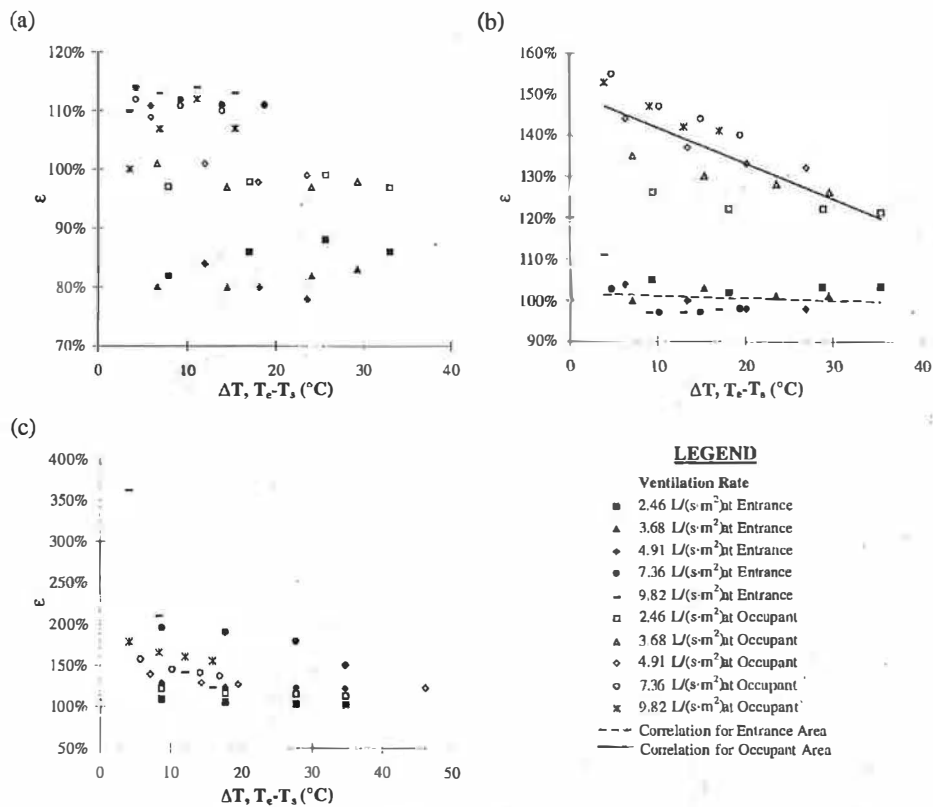 (a)
120%
110%
100%
90%
80%
70%
ε
0
10
20
30
40
ΔT, Te-Ts (°C)
(b)
160%
150%
140%
130%
120%
110%
100%
90%
ε
0
10
20
30
40
ΔT, Te-Ts (°C)
(c)
400%
350%
300%
250%
200%
150%
100%
50%
ε
0
10
20
30
40
50
ΔT, Te-Ts (°C)
LEGEND
Ventilation Rate
2.46 L/(s·m²)at Entrance
3.68 L/(s·m²)at Entrance
4.91 L/(s·m²)at Entrance
7.36 L/(s·m²)at Entrance
9.82 L/(s·m²)at Entrance
2.46 L/(s·m²)at Occupant
3.68 L/(s·m²)at Occupant
4.91 L/(s·m²)at Occupant
7.36 L/(s·m²)at Occupant
9.82 L/(s·m²)at Occupant
Correlation for Entrance Area
Correlation for Occupant Area